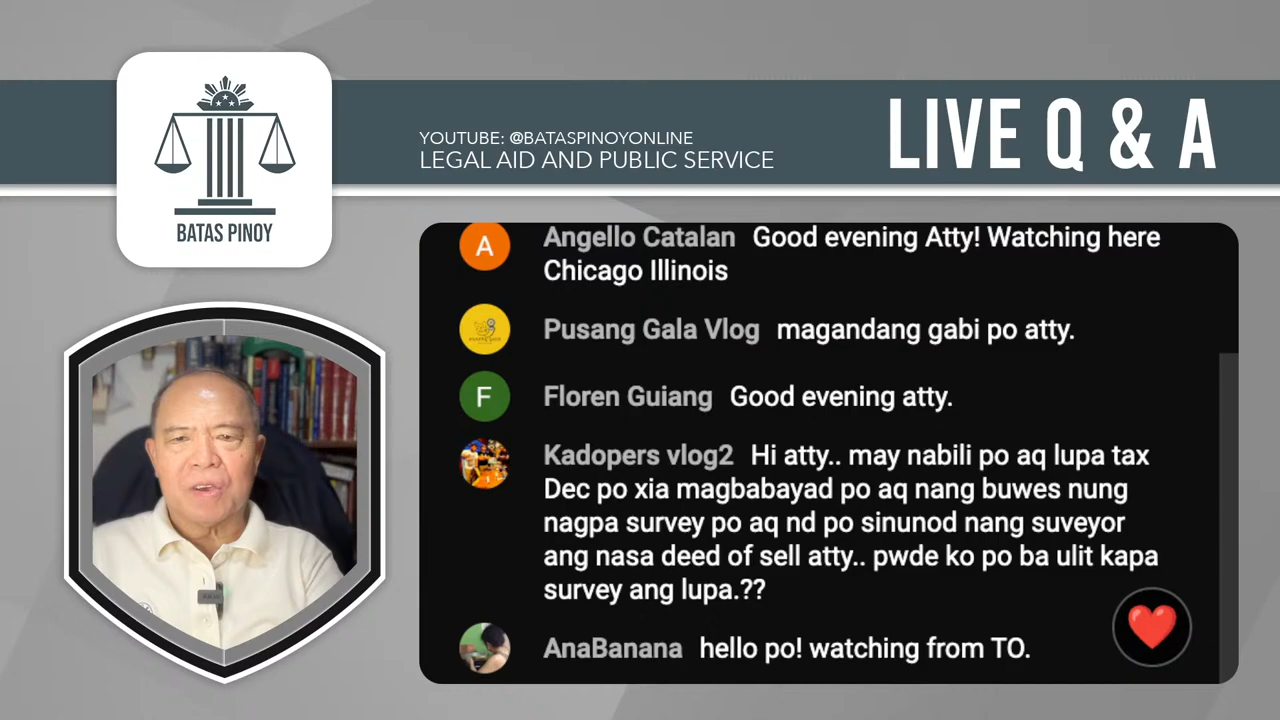 BATAS PINOY
YOUTUBE: @BATASPINOYONLINE
LEGAL AID AND PUBLIC SERVICE
LIVE Q & A
A
Angello Catalan Good evening Atty! Watching here
Chicago Illinois
Pusang Gala Vlog magandang gabi po atty.
F
Floren Guiang Good evening atty.
Kadopers vlog2 Hi atty.. may nabili po aq lupa tax
Dec po xia magbabayad po aq nang buwes nung
nagpa survey po aq nd po sinunod nang suveyor
ang nasa deed of sell atty.. pwde ko po ba ulit kapa
survey ang lupa.??
AnaBanana hello po! watching from TO.